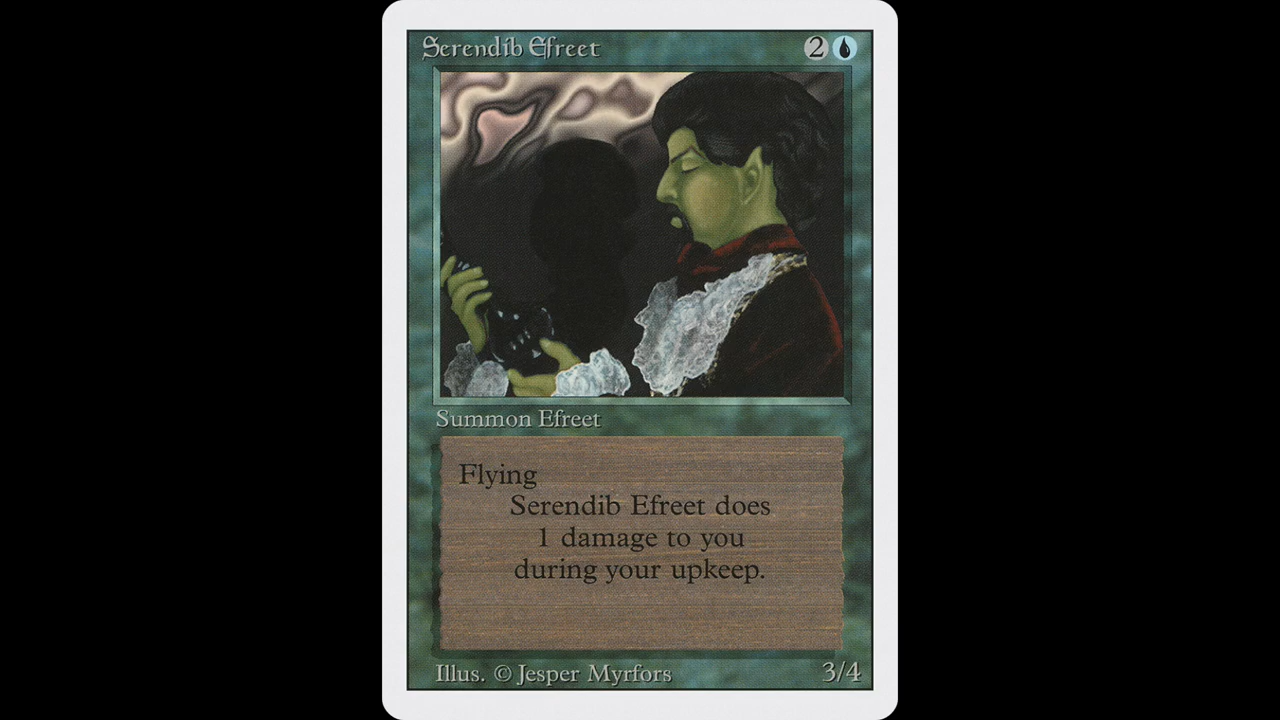 Serendib Efreet 2
Summon Efreet
Flying
Serendib Efreet does
1 damage to you
during your upkeep.
Illus. © Jesper Myrfors 3/4